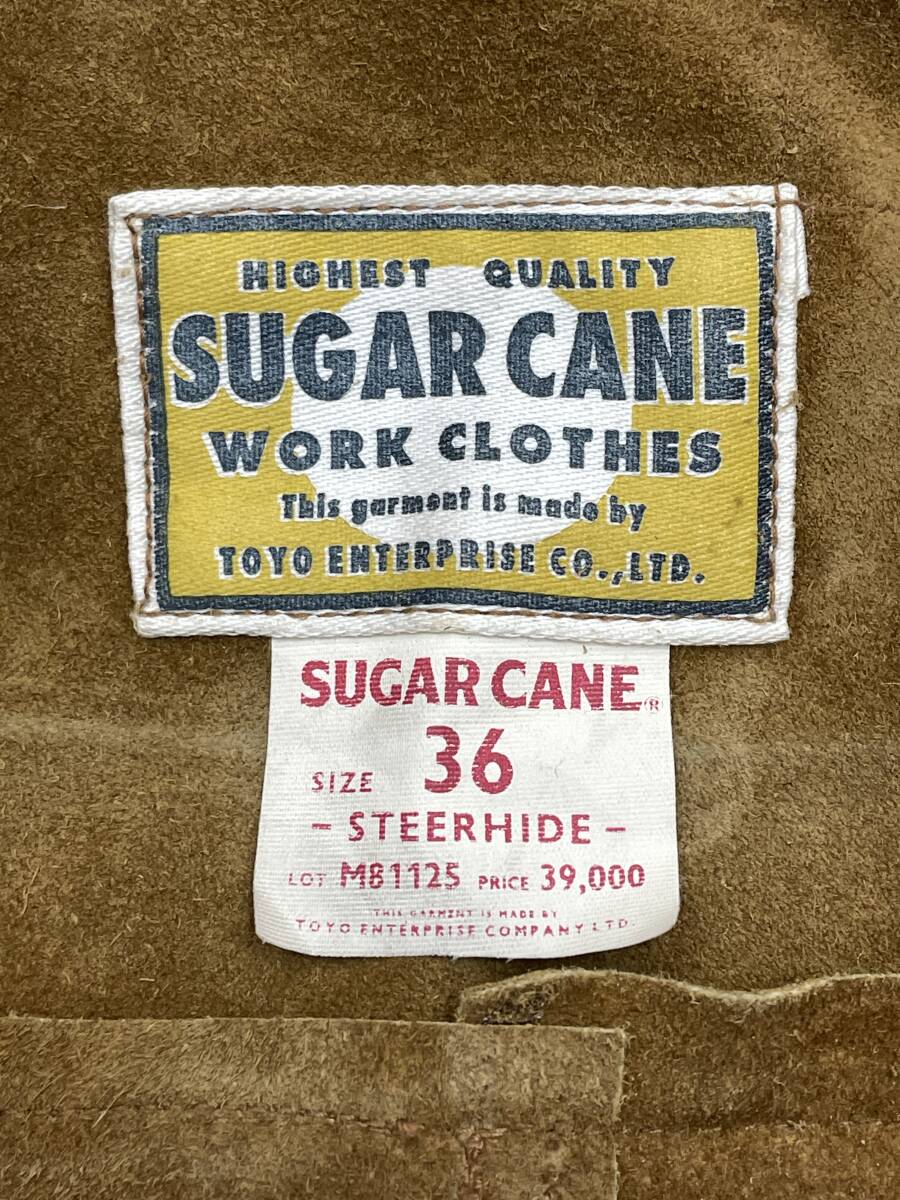 HIGHEST QUALITY
SUGAR CANE
WORK CLOTHES
This garment is made by
TOYO ENTERPRISE CO.,LTD.
SUGAR CANE®
SIZE 36
- STEERHIDE -
LOT M81125 PRICE 39,000
THIS GARMENT IS MADE BY
TOYO ENTERPRISE COMPANY LTD.